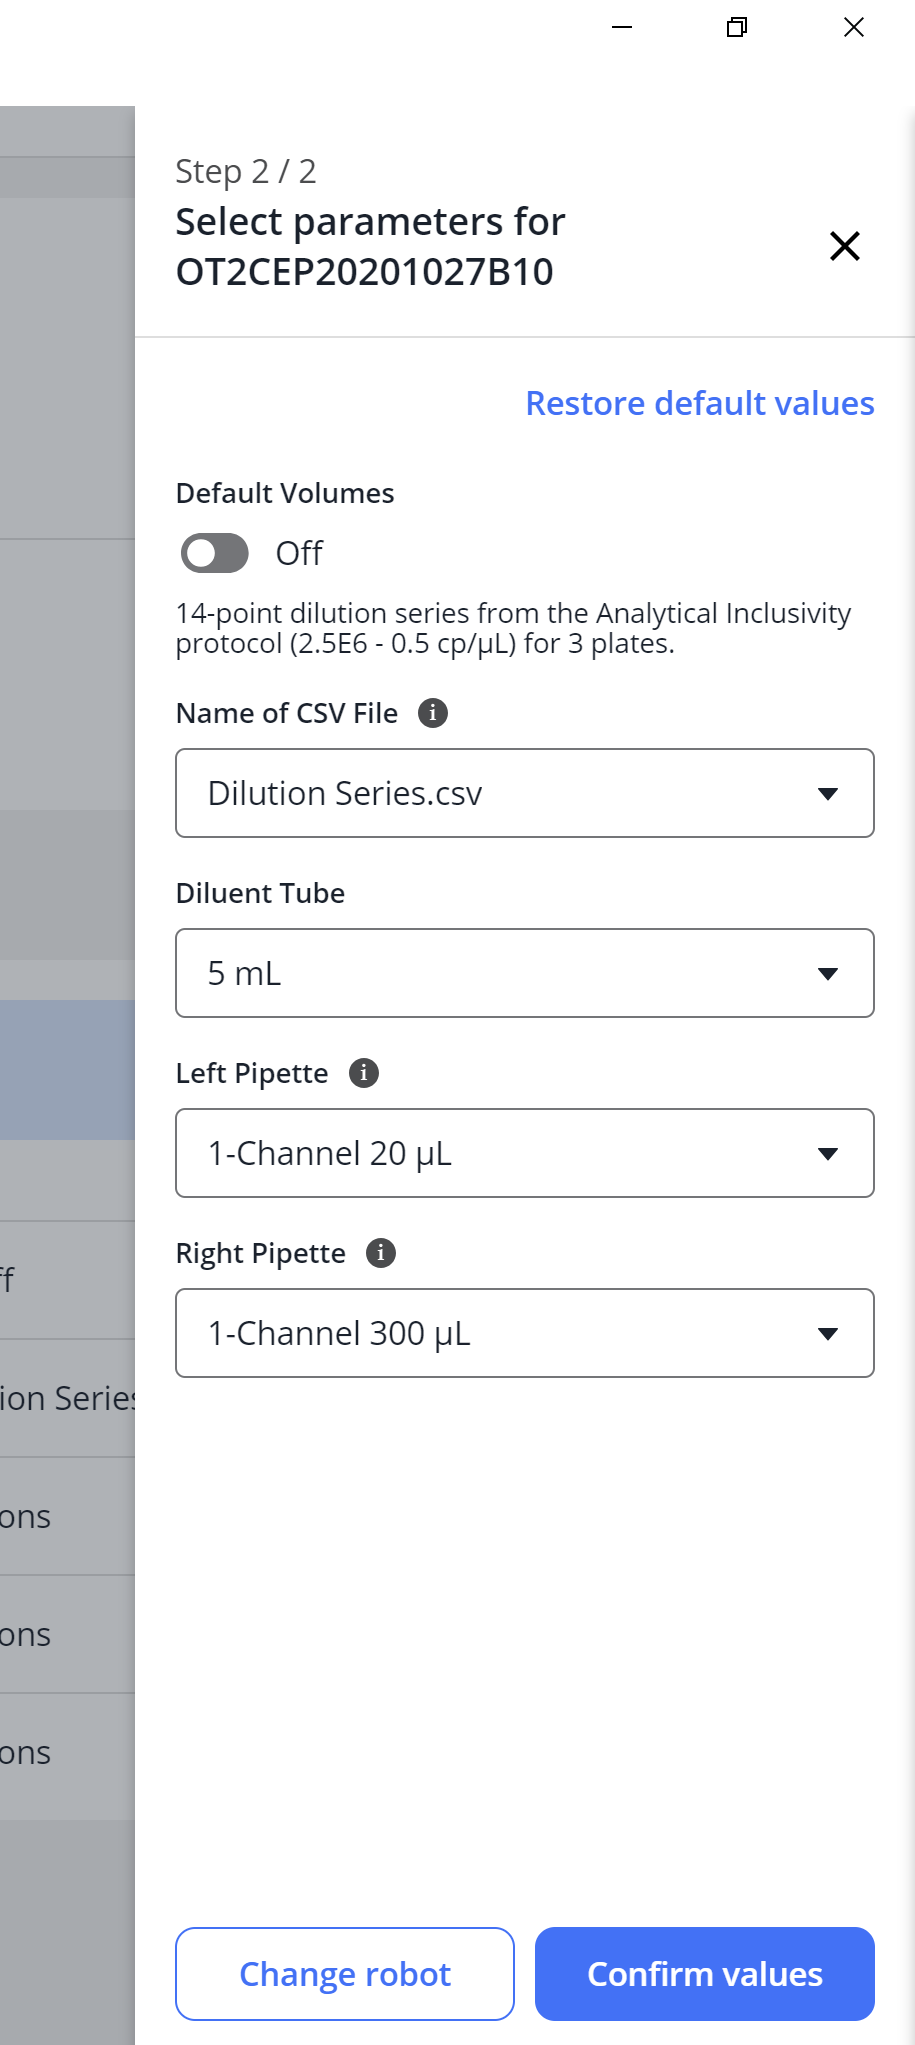 Step 2 / 2
Select parameters for
OT2CEP20201027B10
Restore default values
Default Volumes
Off
14-point dilution series from the Analytical Inclusivity
protocol (2.5E6 - 0.5 cp/µL) for 3 plates.
Name of CSV File
Dilution Series.csv
Diluent Tube
5 mL
Left Pipette
1-Channel 20 µL
Right Pipette
1-Channel 300 µL
ff
ion Series
ons
ons
ons
Change robot
Confirm values